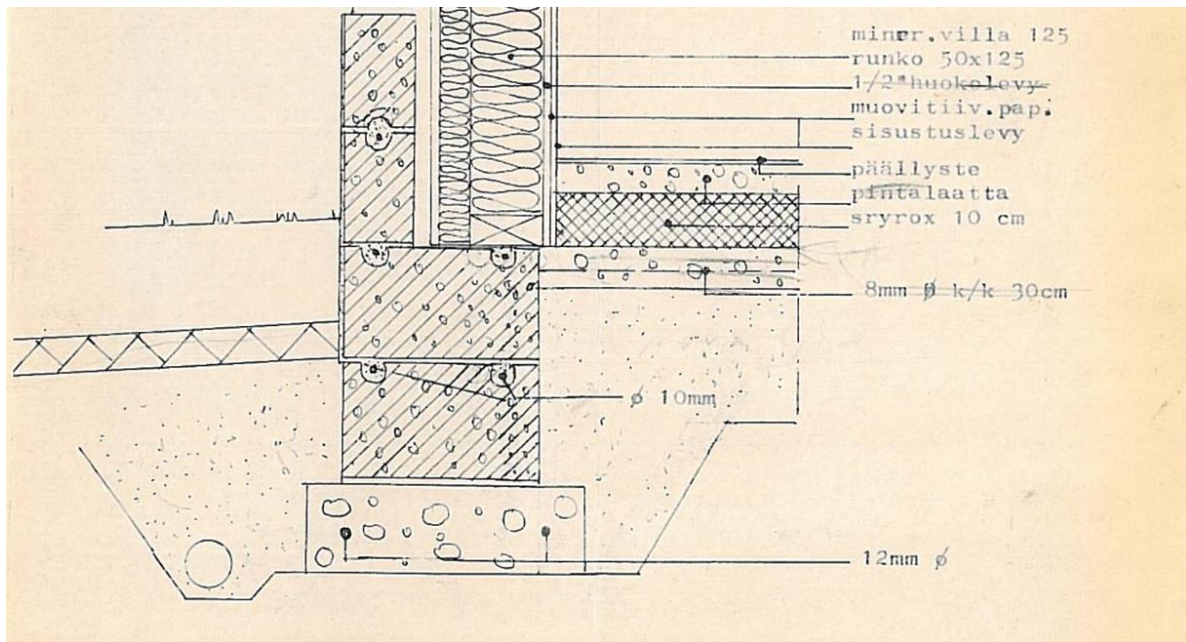 miner.villa 125
runko 50x125
1/2"huokolevy
muovitiiv.pap.
sisustuslevy
päällyste
pintalaatta
sryrox 10 cm
8mm Ø k/k 30cm
ø 10mm
12mm ø